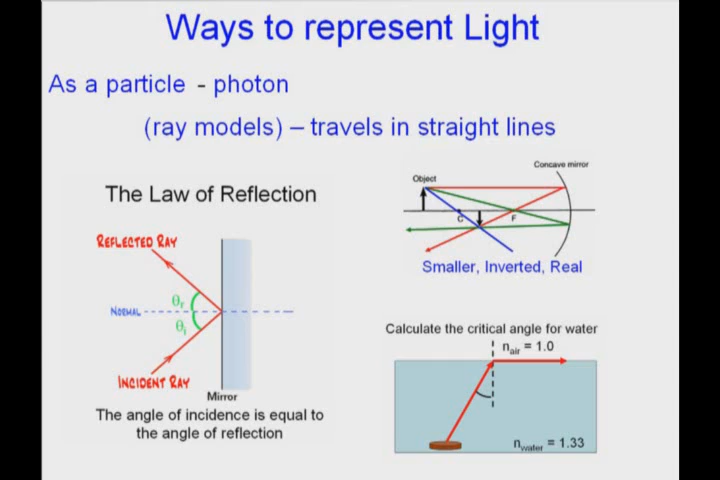 Ways to represent Light
As a particle - photon
(ray models) – travels in straight lines
The Law of Reflection
REFLECTED RAY
θr
NORMAL
θi
INCIDENT RAY
Mirror
The angle of incidence is equal to
the angle of reflection
Concave mirror
Object
C
F
Smaller, Inverted, Real
Calculate the critical angle for water
nair = 1.0
nwater = 1.33